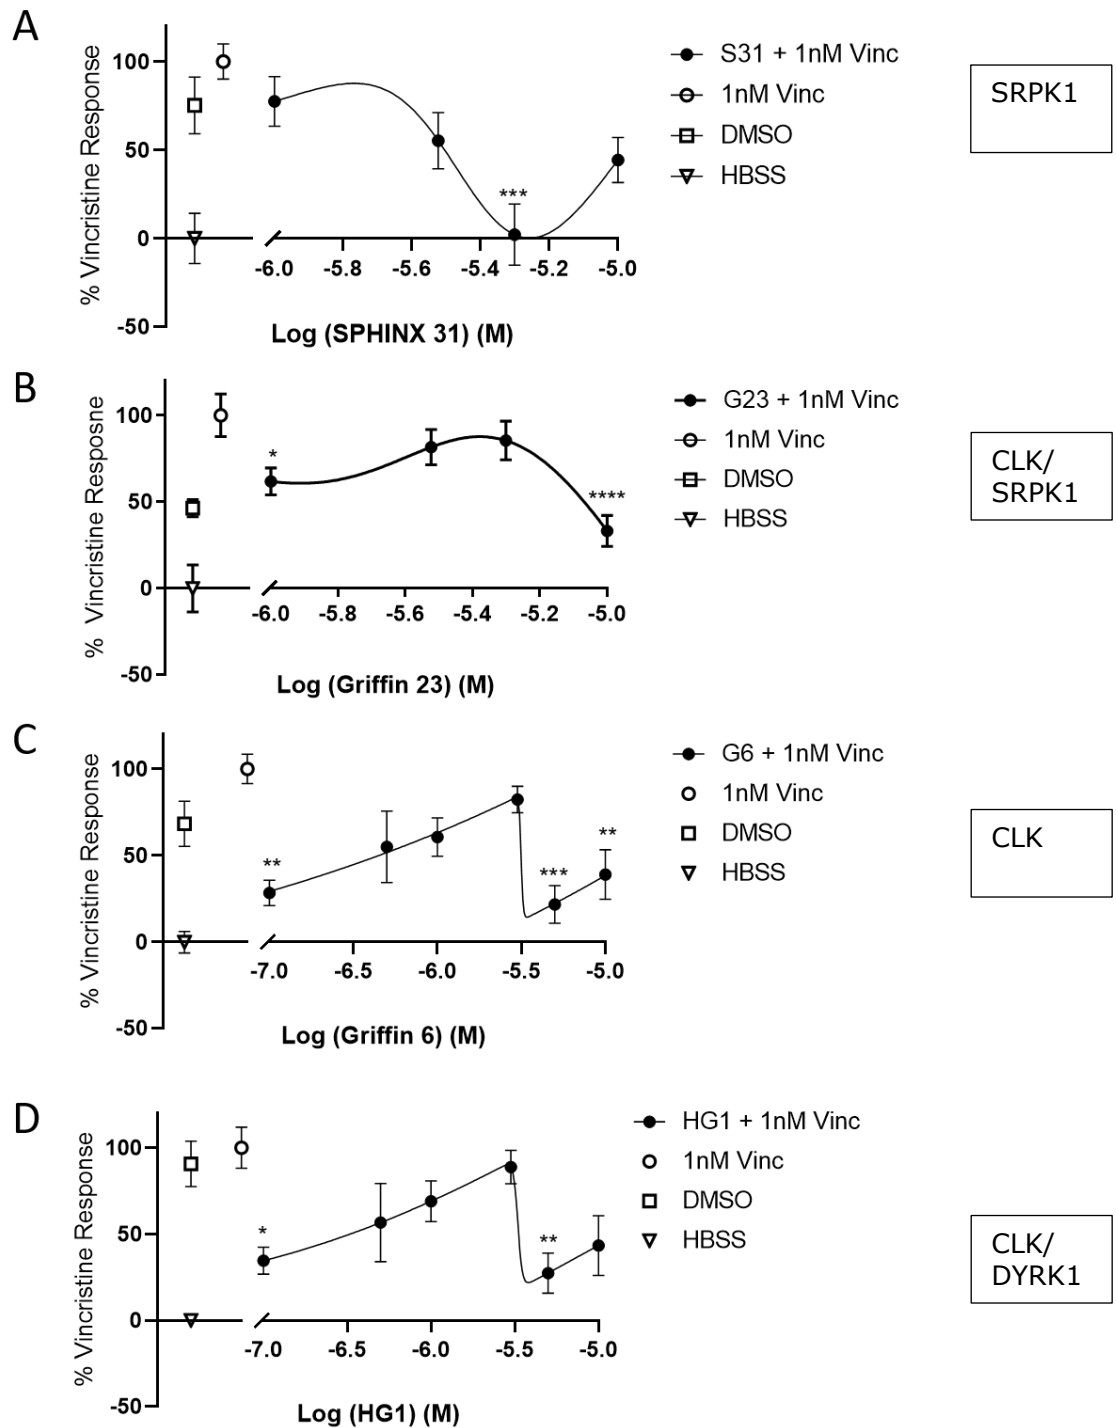 A
% Vincristine Response
100
50
0
-50
-6.0 -5.8 -5.6 -5.4 -5.2 -5.0
***
Log (SPHINX 31) (M)
S31 + 1nM Vinc
1nM Vinc
DMSO
HBSS
SRPK1
B
% Vincristine Resposne
100
50
0
-50
*
****
-6.0 -5.8 -5.6 -5.4 -5.2 -5.0
Log (Griffin 23) (M)
G23 + 1nM Vinc
1nM Vinc
DMSO
HBSS
CLK/
SRPK1
C
% Vincristine Response
100
50
0
-50
**
***
**
-7.0 -6.5 -6.0 -5.5 -5.0
Log (Griffin 6) (M)
G6 + 1nM Vinc
1nM Vinc
DMSO
HBSS
CLK
D
% Vincristine Response
100
50
0
-50
*
**
-7.0 -6.5 -6.0 -5.5 -5.0
Log (HG1) (M)
HG1 + 1nM Vinc
1nM Vinc
DMSO
HBSS
CLK/
DYRK1